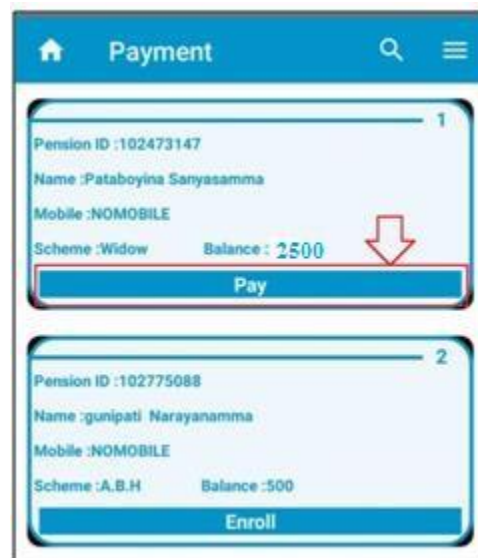 Payment
1
Pension ID :102473147
Name :Pataboyina Sanyasamma
Mobile :NOMOBILE
Scheme :Widow Balance : 2500
Pay
2
Pension ID :102775088
Name :gunipati Narayanamma
Mobile :NOMOBILE
Scheme :A.B.H Balance :500
Enroll